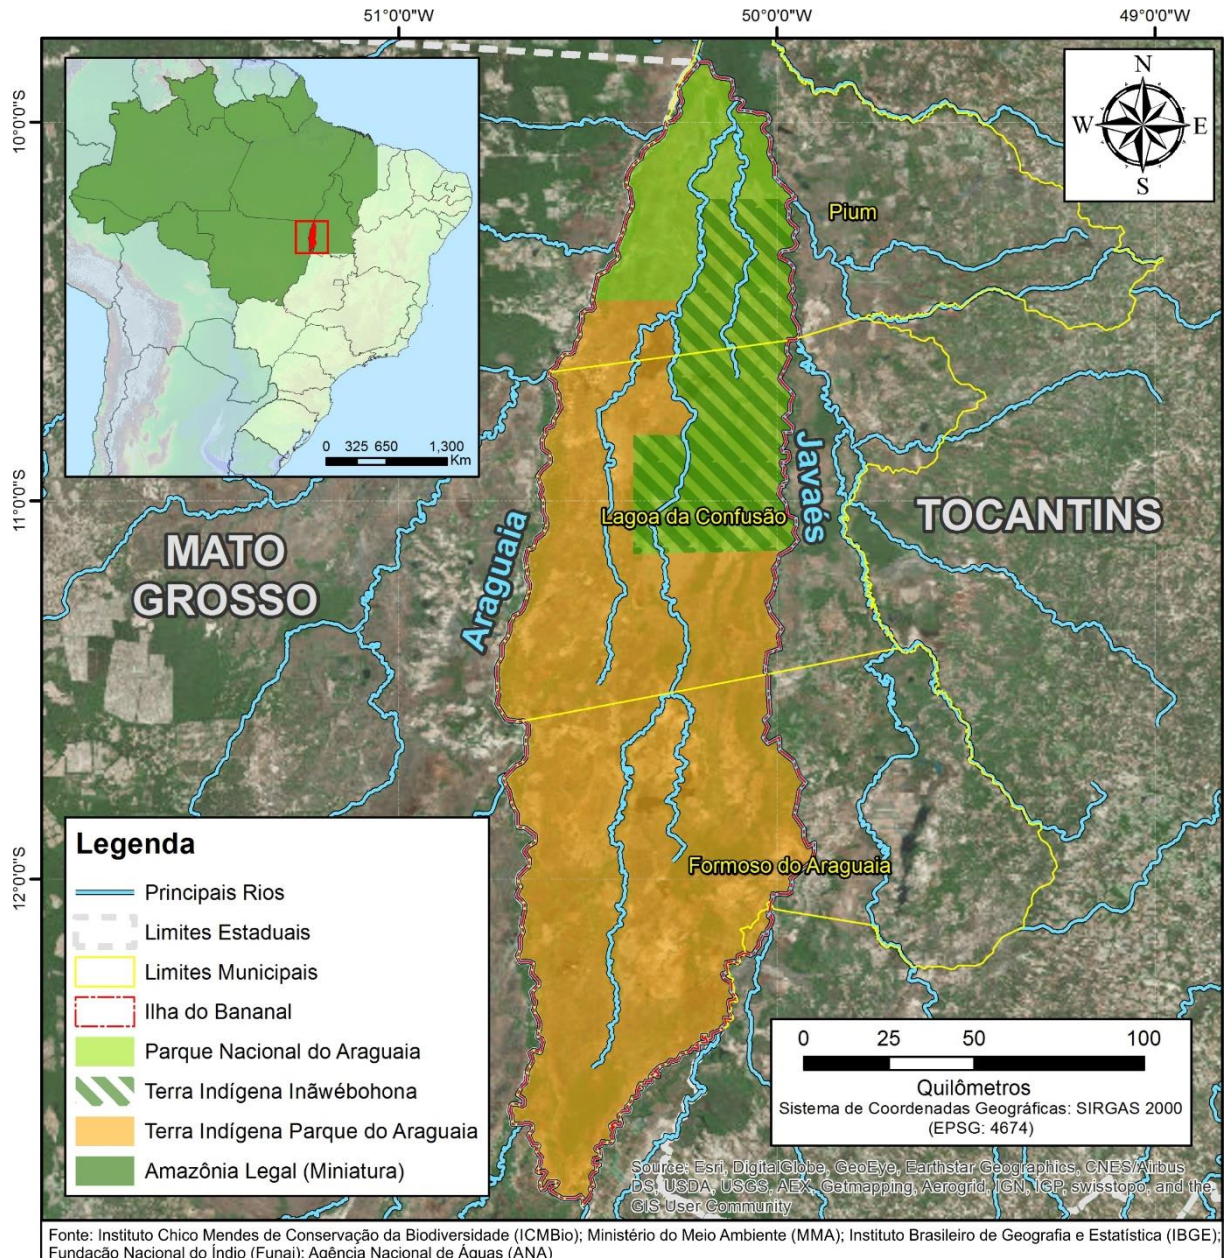 51°0'0"W 50°0'0"W 49°0'0"W
10°0'0"S
11°0'0"S
12°0'0"S
N
W E
S
0 325 650 1,300
Km
Pium
Lagoa da Confusão
Formoso do Araguaia
MATO
GROSSO
Araguaia
Javaés
TOCANTINS
Legenda
Principais Rios
Limites Estaduais
Limites Municipais
Ilha do Bananal
Parque Nacional do Araguaia
Terra Indígena Inãwébohona
Terra Indígena Parque do Araguaia
Amazônia Legal (Miniatura)
0 25 50 100
Quilômetros
Sistema de Coordenadas Geográficas: SIRGAS 2000
(EPSG: 4674)
Source: Esri, DigitalGlobe, GeoEye, Earthstar Geographics, CNES/Airbus
DS, USDA, USGS, AEX, Getmapping, Aerogrid, IGN, IGP, swisstopo, and the
GIS User Community
Fonte: Instituto Chico Mendes de Conservação da Biodiversidade (ICMBio); Ministério do Meio Ambiente (MMA); Instituto Brasileiro de Geografia e Estatística (IBGE);
Fundação Nacional do Índio (Funai); Agência Nacional de Águas (ANA)